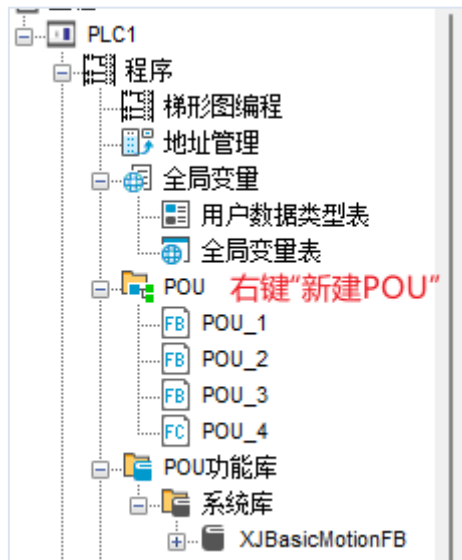 PLC1
程序
梯形图编程
地址管理
全局变量
用户数据类型表
全局变量表
POU 右键“新建POU”
FB POU_1
FB POU_2
FB POU_3
FC POU_4
POU功能库
系统库
XJBasicMotionFB